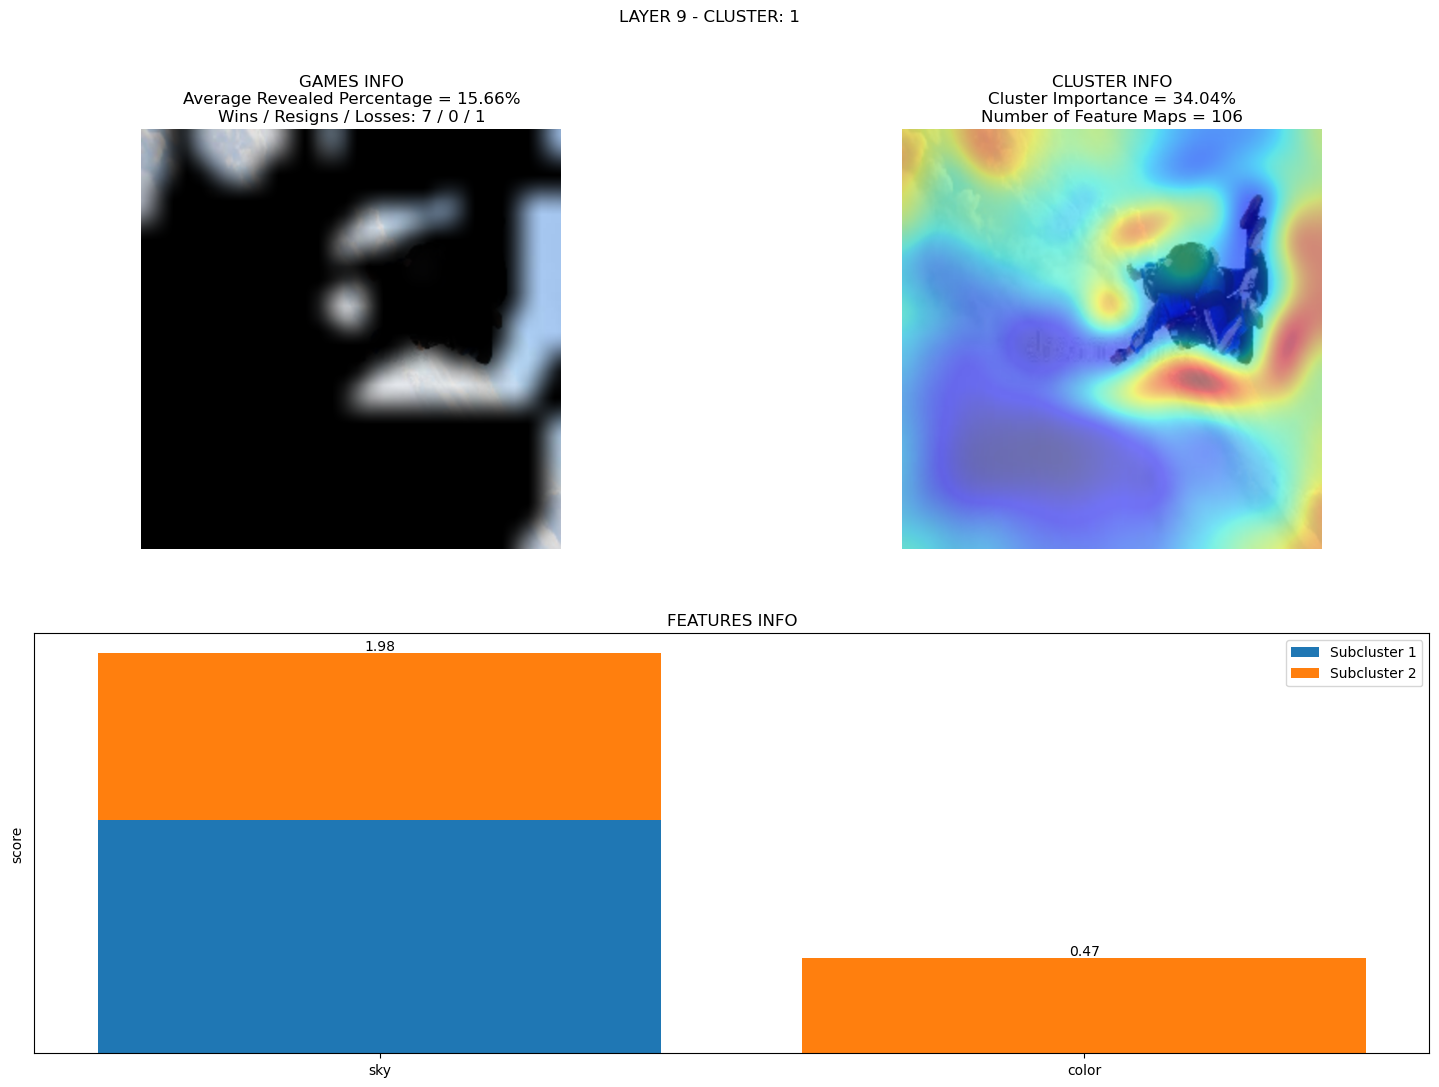 LAYER 9 - CLUSTER: 1
GAMES INFO
Average Revealed Percentage = 15.66%
Wins / Resigns / Losses: 7 / 0 / 1
CLUSTER INFO
Cluster Importance = 34.04%
Number of Feature Maps = 106
FEATURES INFO
1.98
Subcluster 1
Subcluster 2
score
0.47
sky
color